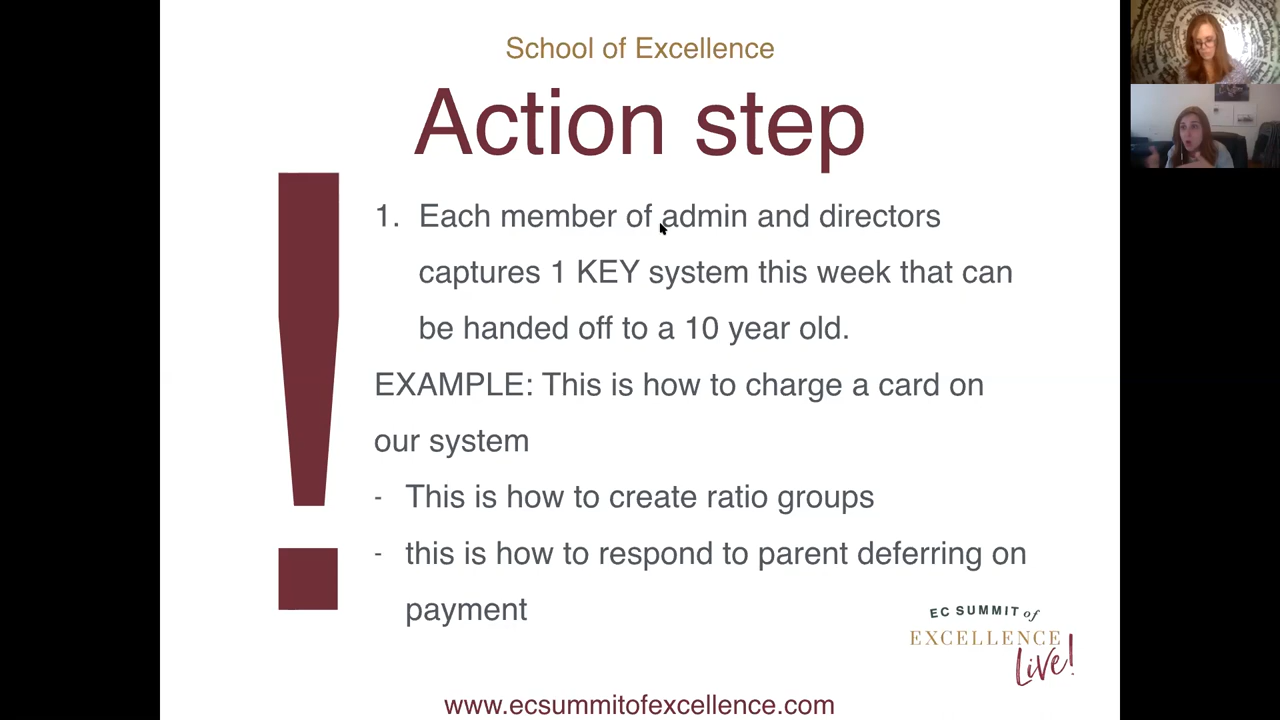 School of Excellence
Action step
1. Each member of admin and directors
captures 1 KEY system this week that can
be handed off to a 10 year old.
EXAMPLE: This is how to charge a card on
our system
- This is how to create ratio groups
- this is how to respond to parent deferring on
payment
EC SUMMIT of
EXCELLENCE
Live!
www.ecsummitofexcellence.com